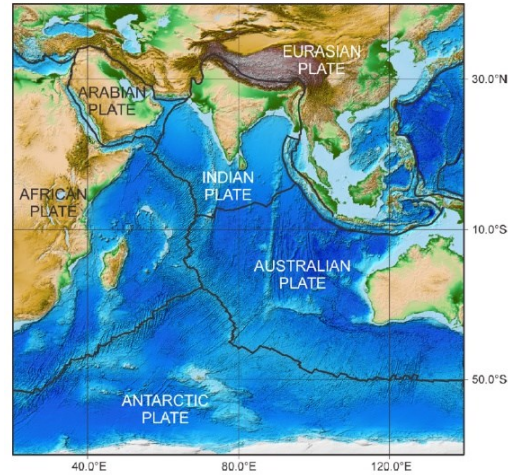 EURASIAN
PLATE
30.0°N
ARABIAN
PLATE
INDIAN
PLATE
AFRICAN
PLATE
10.0°S
AUSTRALIAN
PLATE
50.0°S
ANTARCTIC
PLATE
40.0°E
80.0°E
120.0°E